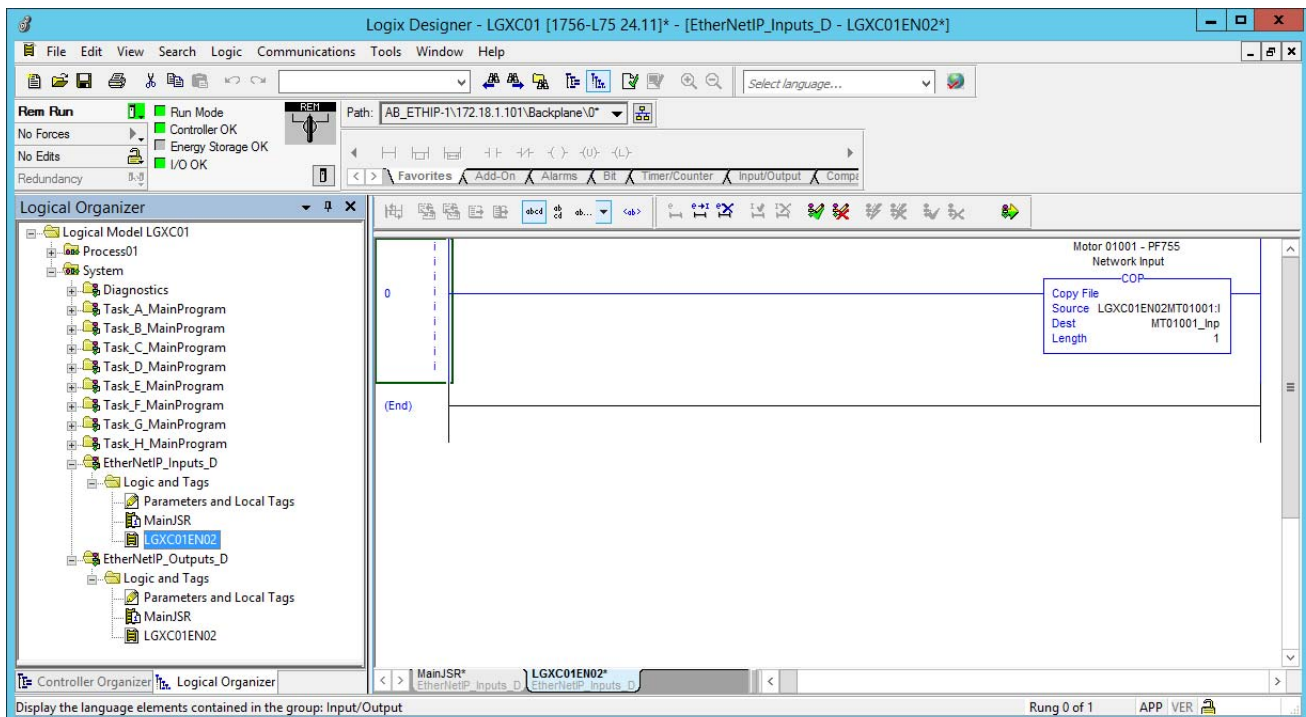 Logix Designer - LGXC01 [1756-L75 24.11]* - [EtherNetIP_Inputs_D - LGXC01EN02*]
File Edit View Search Logic Communications Tools Window Help
Select language...
Rem Run
Run Mode
REM
Path: AB_ETHIP-1\172.18.1.101\Backplane\0*
No Forces
Controller OK
Energy Storage OK
No Edits
I/O OK
Redundancy
Favorites Add-On Alarms Bit Timer/Counter Input/Output Compa
Logical Organizer
Logical Model LGXC01
Process01
System
Diagnostics
Task_A_MainProgram
Task_B_MainProgram
Task_C_MainProgram
Task_D_MainProgram
Task_E_MainProgram
Task_F_MainProgram
Task_G_MainProgram
Task_H_MainProgram
EtherNetIP_Inputs_D
Logic and Tags
Parameters and Local Tags
MainJSR
LGXC01EN02
EtherNetIP_Outputs_D
Logic and Tags
Parameters and Local Tags
MainJSR
LGXC01EN02
Controller Organizer Logical Organizer
abcd ab... <ab>
i
i
i
0 i
i
i
i
i
i
Motor 01001 - PF755
Network Input
COP
Copy File
Source LGXC01EN02MT01001:I
Dest MT01001_Inp
Length 1
(End)
MainJSR* LGXC01EN02*
EtherNetIP_Inputs_D EtherNetIP_Inputs_D
Display the language elements contained in the group: Input/Output
Rung 0 of 1 APP VER